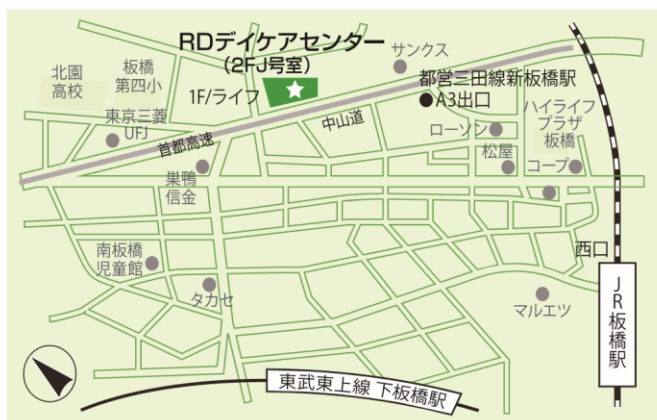 RDデイケアセンター
(2FJ号室)
1F/ライフ
サンクス
都営三田線新板橋駅
A3出口
北園
高校
板橋
第四小
東京三菱
UFJ
首都高速
中山道
ローソン
松屋
ハイライフ
プラザ
板橋
コープ
巣鴨
信金
南板橋
児童館
タカセ
西口
マルエツ
JR板橋駅
東武東上線 下板橋駅